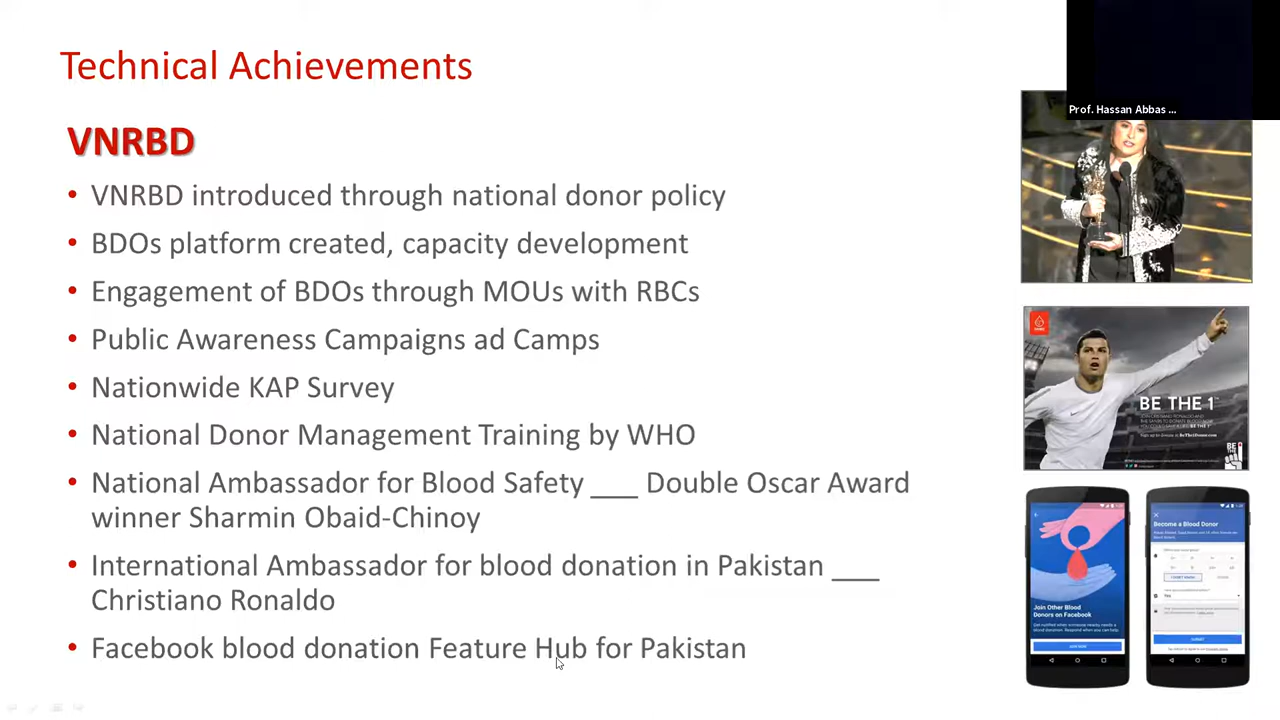 Technical Achievements
Prof. Hassan Abbas ...
VNRBD
• VNRBD introduced through national donor policy
• BDOs platform created, capacity development
• Engagement of BDOs through MOUs with RBCs
• Public Awareness Campaigns ad Camps
• Nationwide KAP Survey
• National Donor Management Training by WHO
• National Ambassador for Blood Safety ___ Double Oscar Award
winner Sharmin Obaid-Chinoy
• International Ambassador for blood donation in Pakistan ___
Christiano Ronaldo
• Facebook blood donation Feature Hub for Pakistan
BE THE 1
BE
THE
Join Other Blood
Donors on Facebook
Become a Blood Donor
Yes